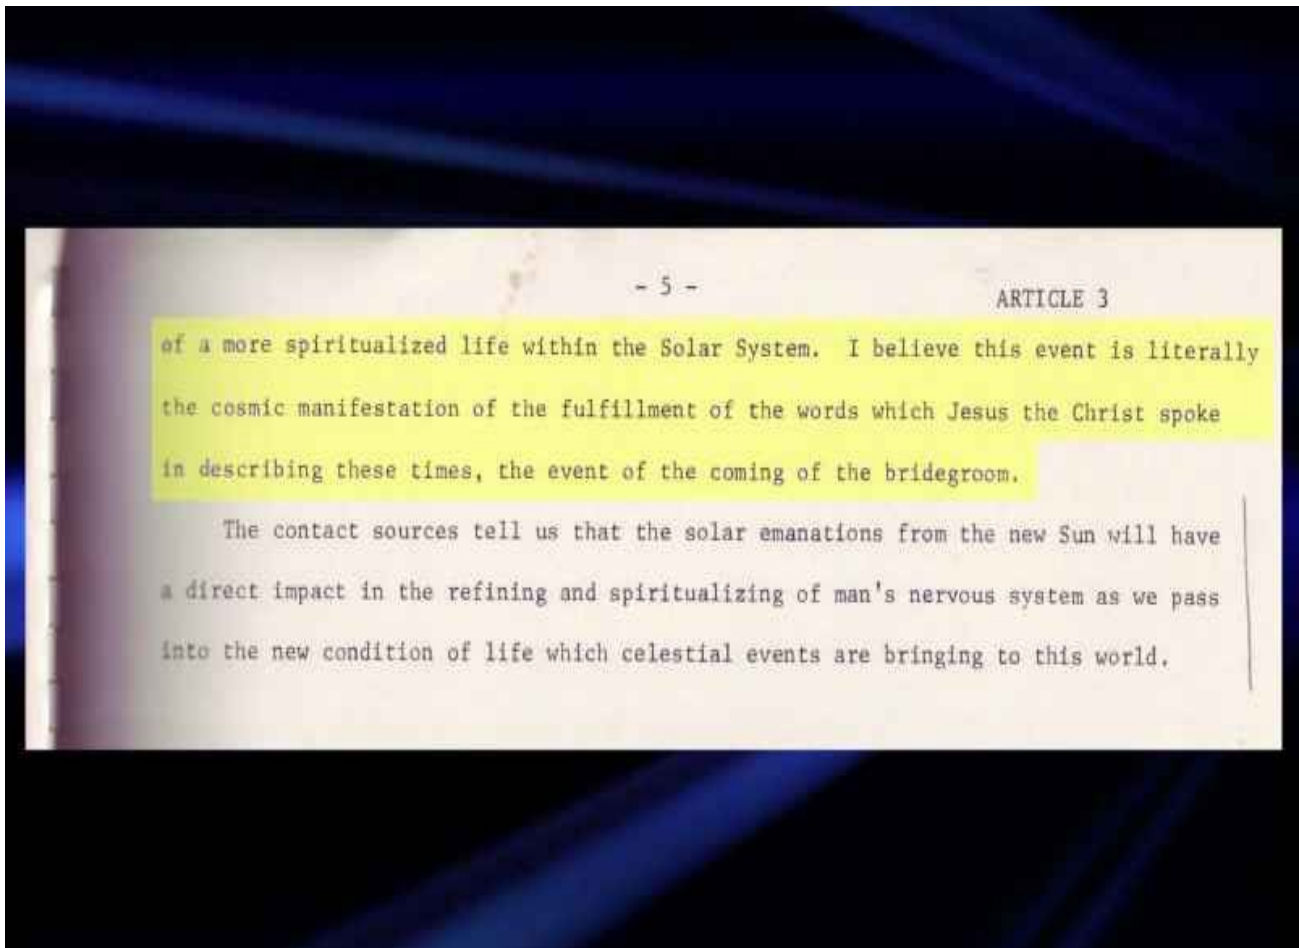 - 5 -
ARTICLE 3
of a more spiritualized life within the Solar System. I believe this event is literally
the cosmic manifestation of the fulfillment of the words which Jesus the Christ spoke
in describing these times, the event of the coming of the bridegroom.
The contact sources tell us that the solar emanations from the new Sun will have
a direct impact in the refining and spiritualizing of man's nervous system as we pass
into the new condition of life which celestial events are bringing to this world.